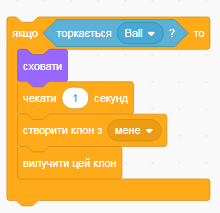 якщо торкається Ball ? то
сховати
чекати 1 секунд
створити клон з мене
вилучити цей клон